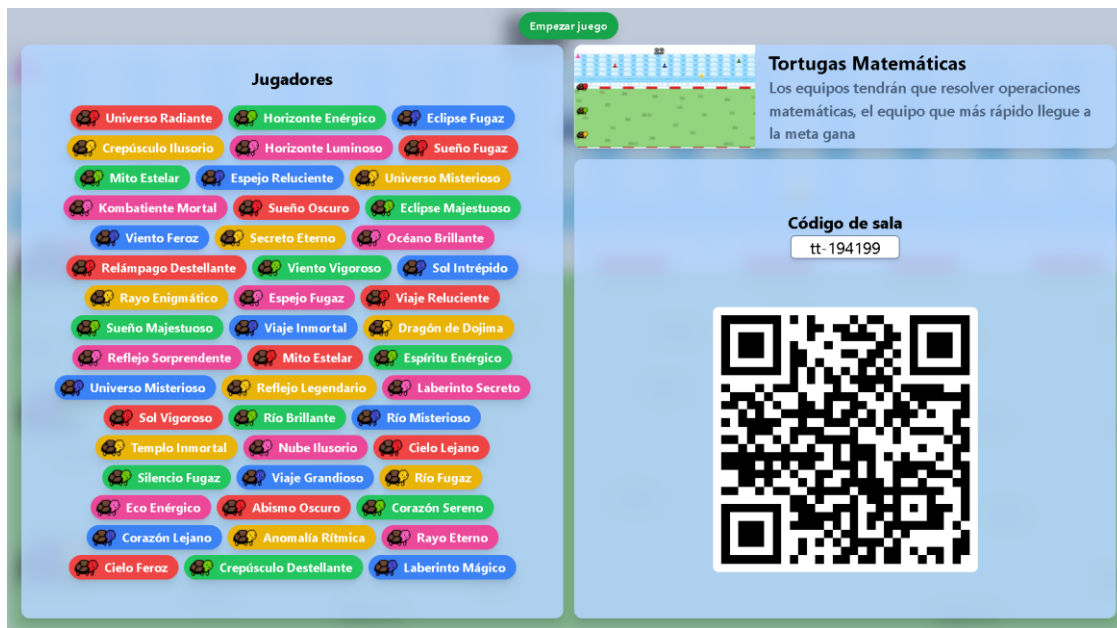 Empezar juego
Jugadores
Universo Radiante Horizonte Enérgico Eclipse Fugaz
Crepúsculo Ilusorio Horizonte Luminoso Sueño Fugaz
Mito Estelar Espejo Reluciente Universo Misterioso
Kombatiente Mortal Sueño Oscuro Eclipse Majestuoso
Viento Feroz Secreto Eterno Océano Brillante
Relámpago Destellante Viento Vigoroso Sol Intrépido
Rayo Enigmático Espejo Fugaz Viaje Reluciente
Sueño Majestuoso Viaje Inmortal Dragón de Dojima
Reflejo Sorprendente Mito Estelar Espíritu Enérgico
Universo Misterioso Reflejo Legendario Laberinto Secreto
Sol Vigoroso Río Brillante Río Misterioso
Templo Inmortal Nube Ilusorio Cielo Lejano
Silencio Fugaz Viaje Grandioso Río Fugaz
Eco Enérgico Abismo Oscuro Corazón Sereno
Corazón Lejano Anomalía Rítmica Rayo Eterno
Cielo Feroz Crepúsculo Destellante Laberinto Mágico
Tortugas Matemáticas
Los equipos tendrán que resolver operaciones
matemáticas, el equipo que más rápido llegue a
la meta gana
Código de sala
tt-194199